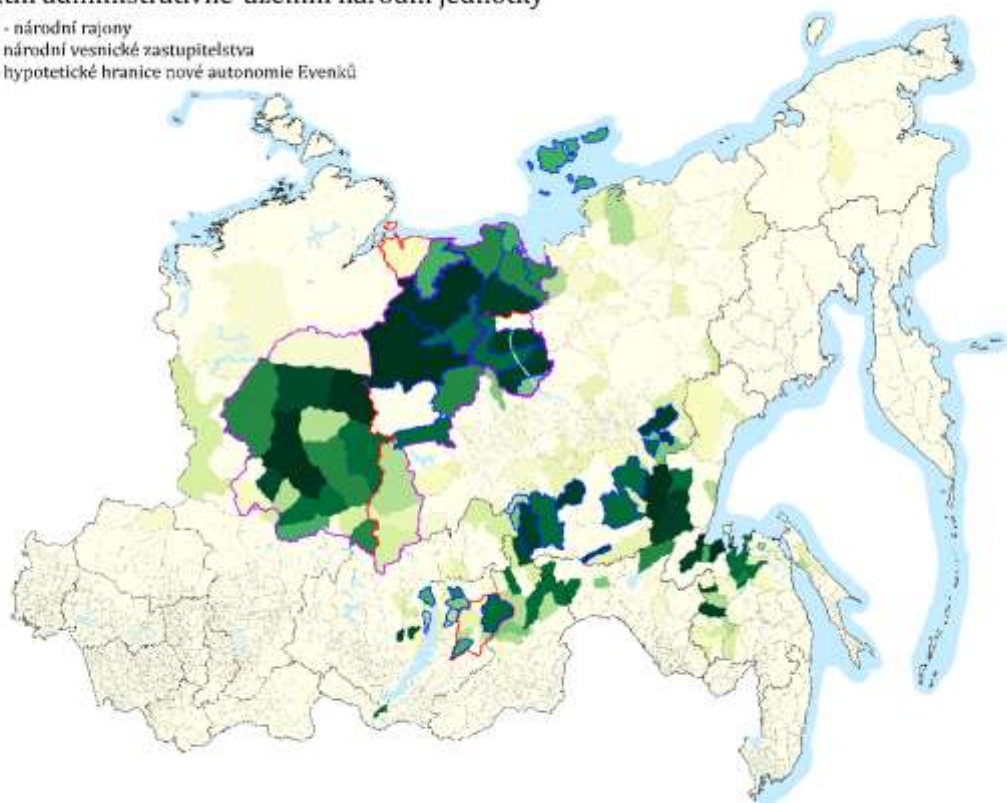 administrativně-územní národní jednotky
- národní rajony
národní vesnické zastupitelstva
hypotetické hranice nové autonomie Evenků